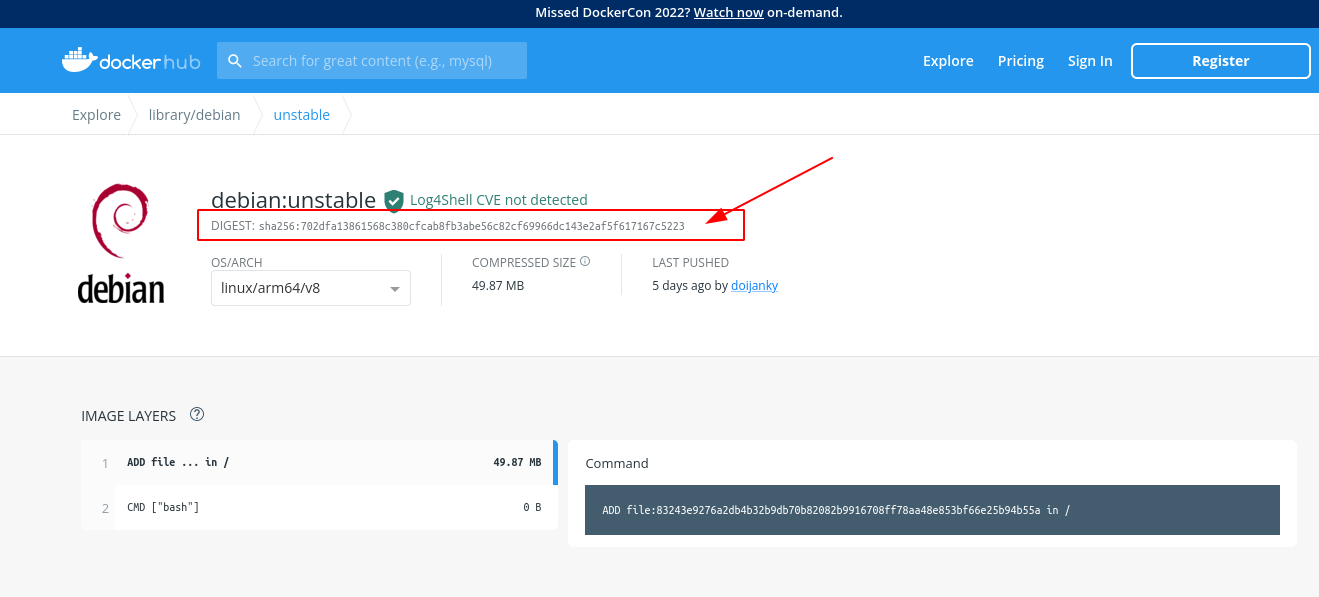 Missed DockerCon 2022? Watch now on-demand.
docker hub
Search for great content (e.g., mysql)
Explore
Pricing
Sign In
Register
Explore
library/debian
unstable
debian
debian:unstable
Log4Shell CVE not detected
DIGEST: sha256:702dfa13861568c380cfcab8fb3abe56c82cf69966dc143e2af5f617167c5223
OS/ARCH
linux/arm64/v8
COMPRESSED SIZE
49.87 MB
LAST PUSHED
5 days ago by doijanky
IMAGE LAYERS
1 ADD file ... in / 49.87 MB
2 CMD ["bash"] 0 B
Command
ADD file:83243e9276a2db4b32b9db70b82082b9916708ff78aa48e853bf66e25b94b55a in /